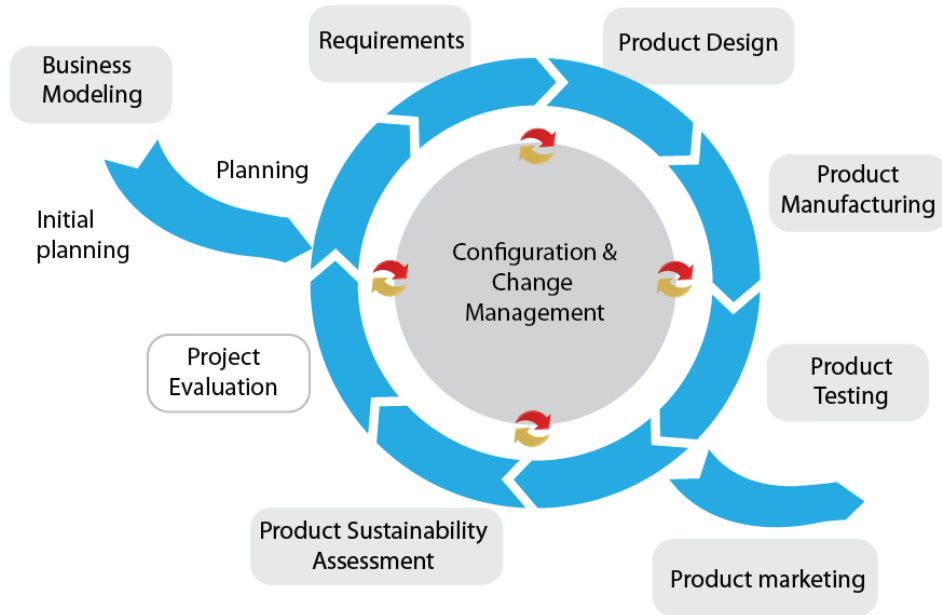 Requirements
Product Design
Business
Modeling
Planning
Initial
planning
Product
Manufacturing
Configuration &
Change
Management
Project
Evaluation
Product
Testing
Product Sustainability
Assessment
Product marketing